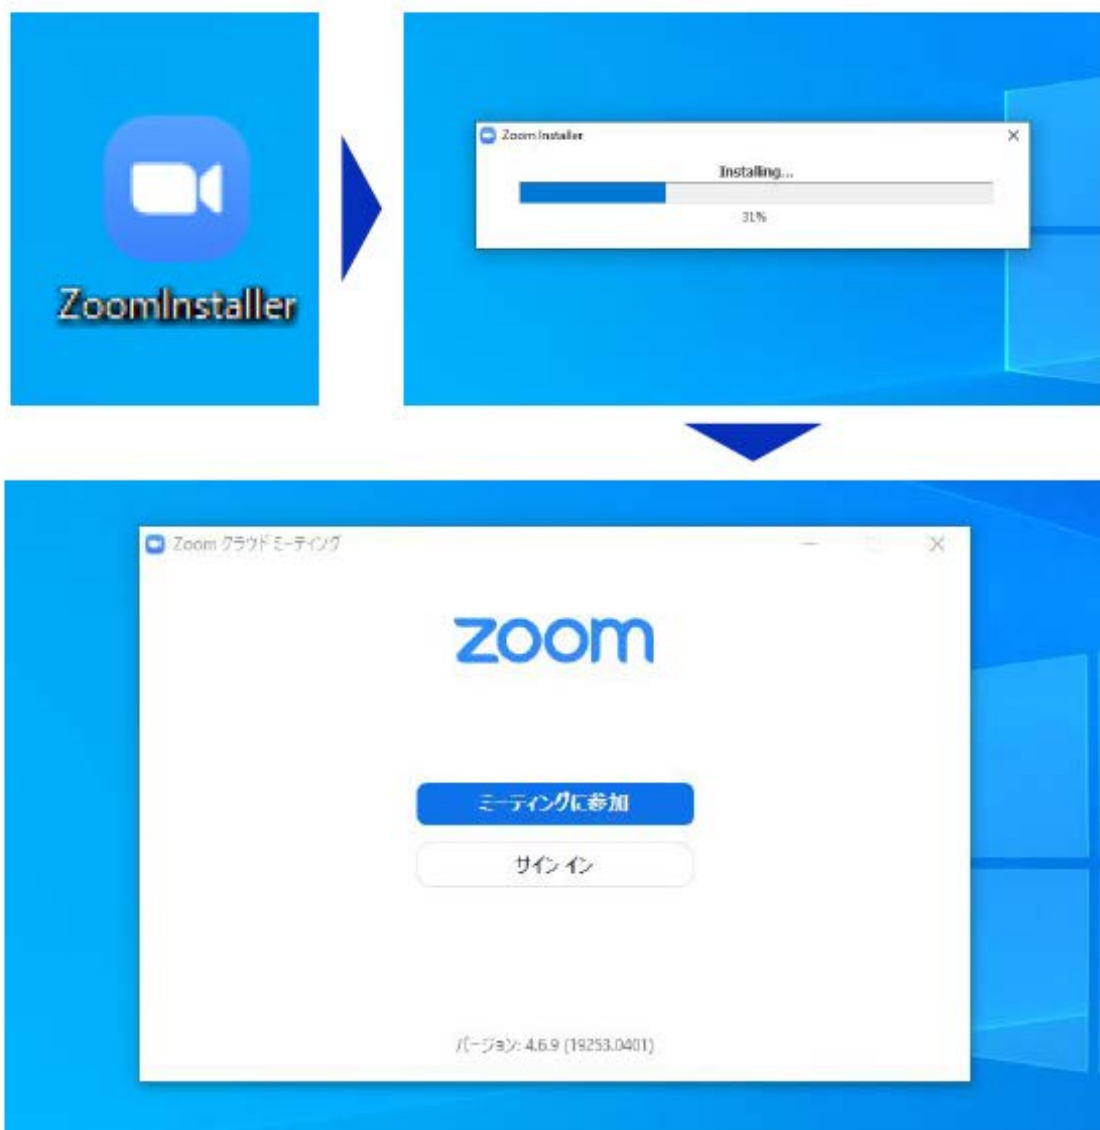 ZoomInstaller
Zoom Installer
Installing...
31%
Zoom クラウド ミーティング
zoom
ミーティングに参加
サイン イン
バージョン: 4.6.9 (19253.0401)